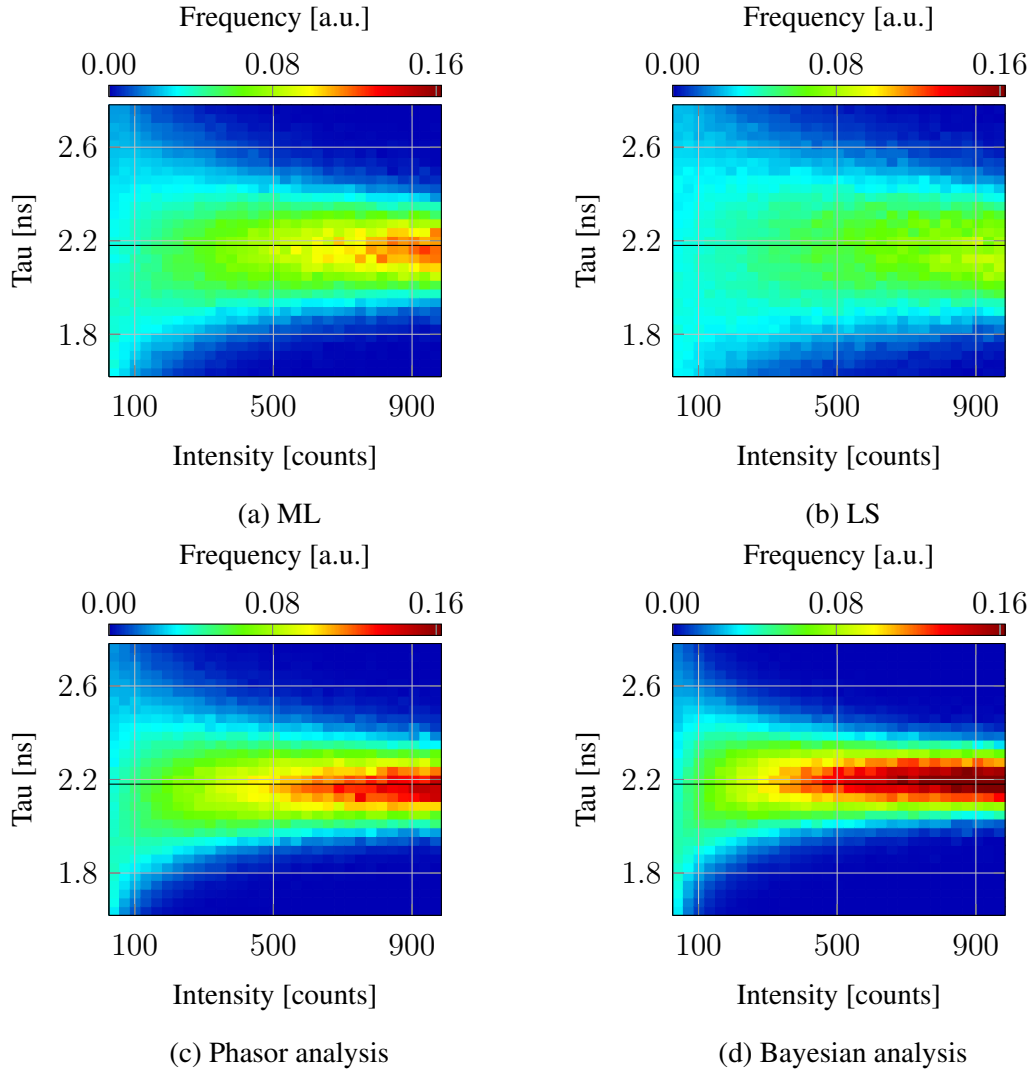 Frequency [a.u.]
0.00 0.08 0.16
2.6
2.2
1.8
Tau [ns]
100 500 900
Intensity [counts]
(a) ML
Frequency [a.u.]
0.00 0.08 0.16
2.6
2.2
1.8
Tau [ns]
100 500 900
Intensity [counts]
(b) LS
Frequency [a.u.]
0.00 0.08 0.16
2.6
2.2
1.8
Tau [ns]
100 500 900
Intensity [counts]
(c) Phasor analysis
Frequency [a.u.]
0.00 0.08 0.16
2.6
2.2
1.8
Tau [ns]
100 500 900
Intensity [counts]
(d) Bayesian analysis